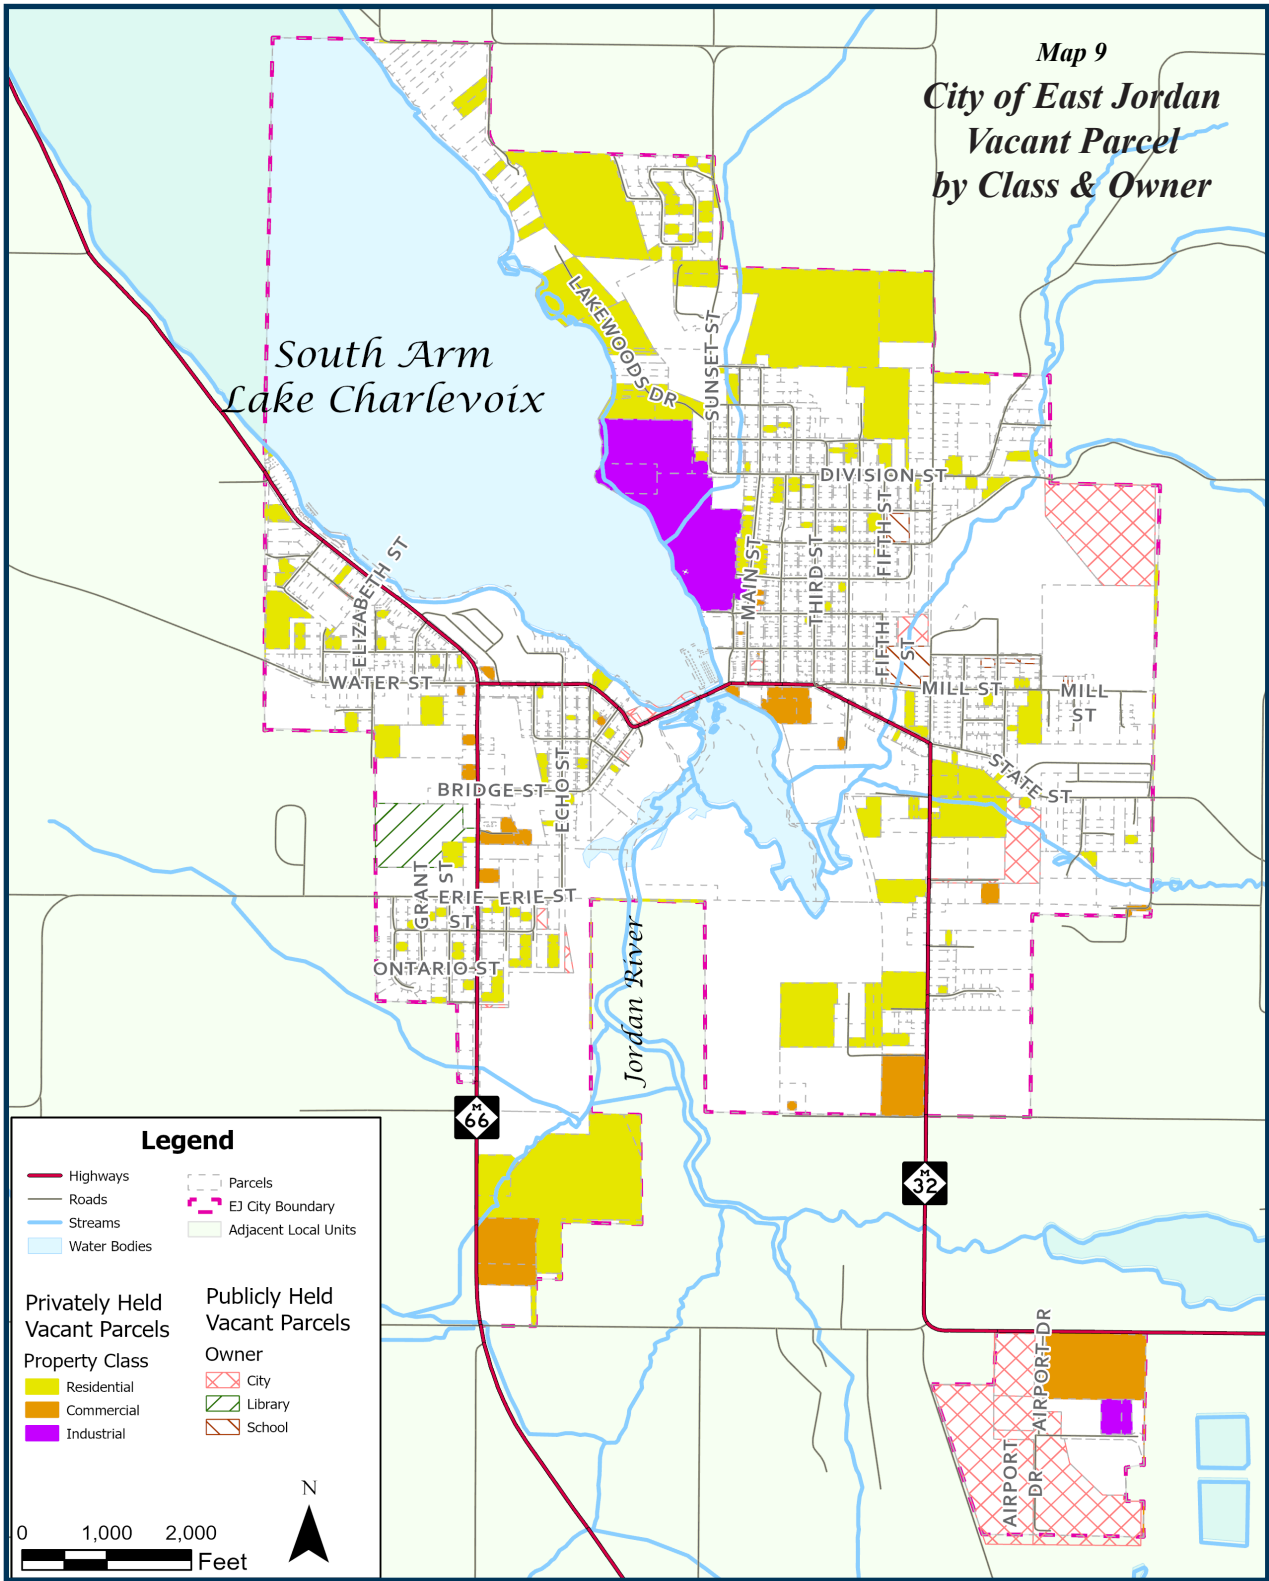 Map 9
City of East Jordan
Vacant Parcel
by Class & Owner
South Arm
Lake Charlevoix
LAKEWOODS DR
SUNSET ST
DIVISION ST
FIFTH ST
THIRD ST
MAIN ST
ELIZABETH ST
WATER ST
FIFTH
ST
MILL ST
MILL
ST
STATE ST
BRIDGE ST
ECHO ST
GRANT
ST
ERIE
ST
ERIE ST
ONTARIO ST
Jordan River
M
66
M
32
AIRPORT DR
AIRPORT
DR
Legend
Highways
Roads
Streams
Water Bodies
Parcels
EJ City Boundary
Adjacent Local Units
Privately Held
Vacant Parcels
Property Class
Residential
Commercial
Industrial
Publicly Held
Vacant Parcels
Owner
City
Library
School
N
0 1,000 2,000
Feet